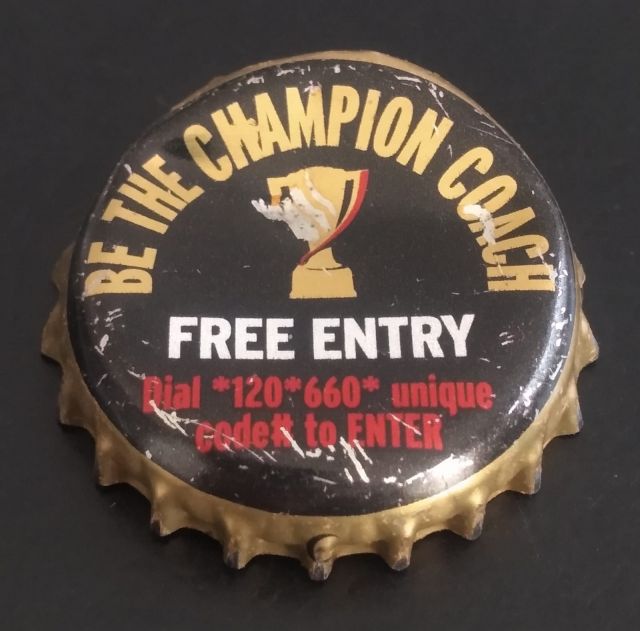 BE THE CHAMPION COACH
FREE ENTRY
Dial *120*660* unique
code# to ENTER